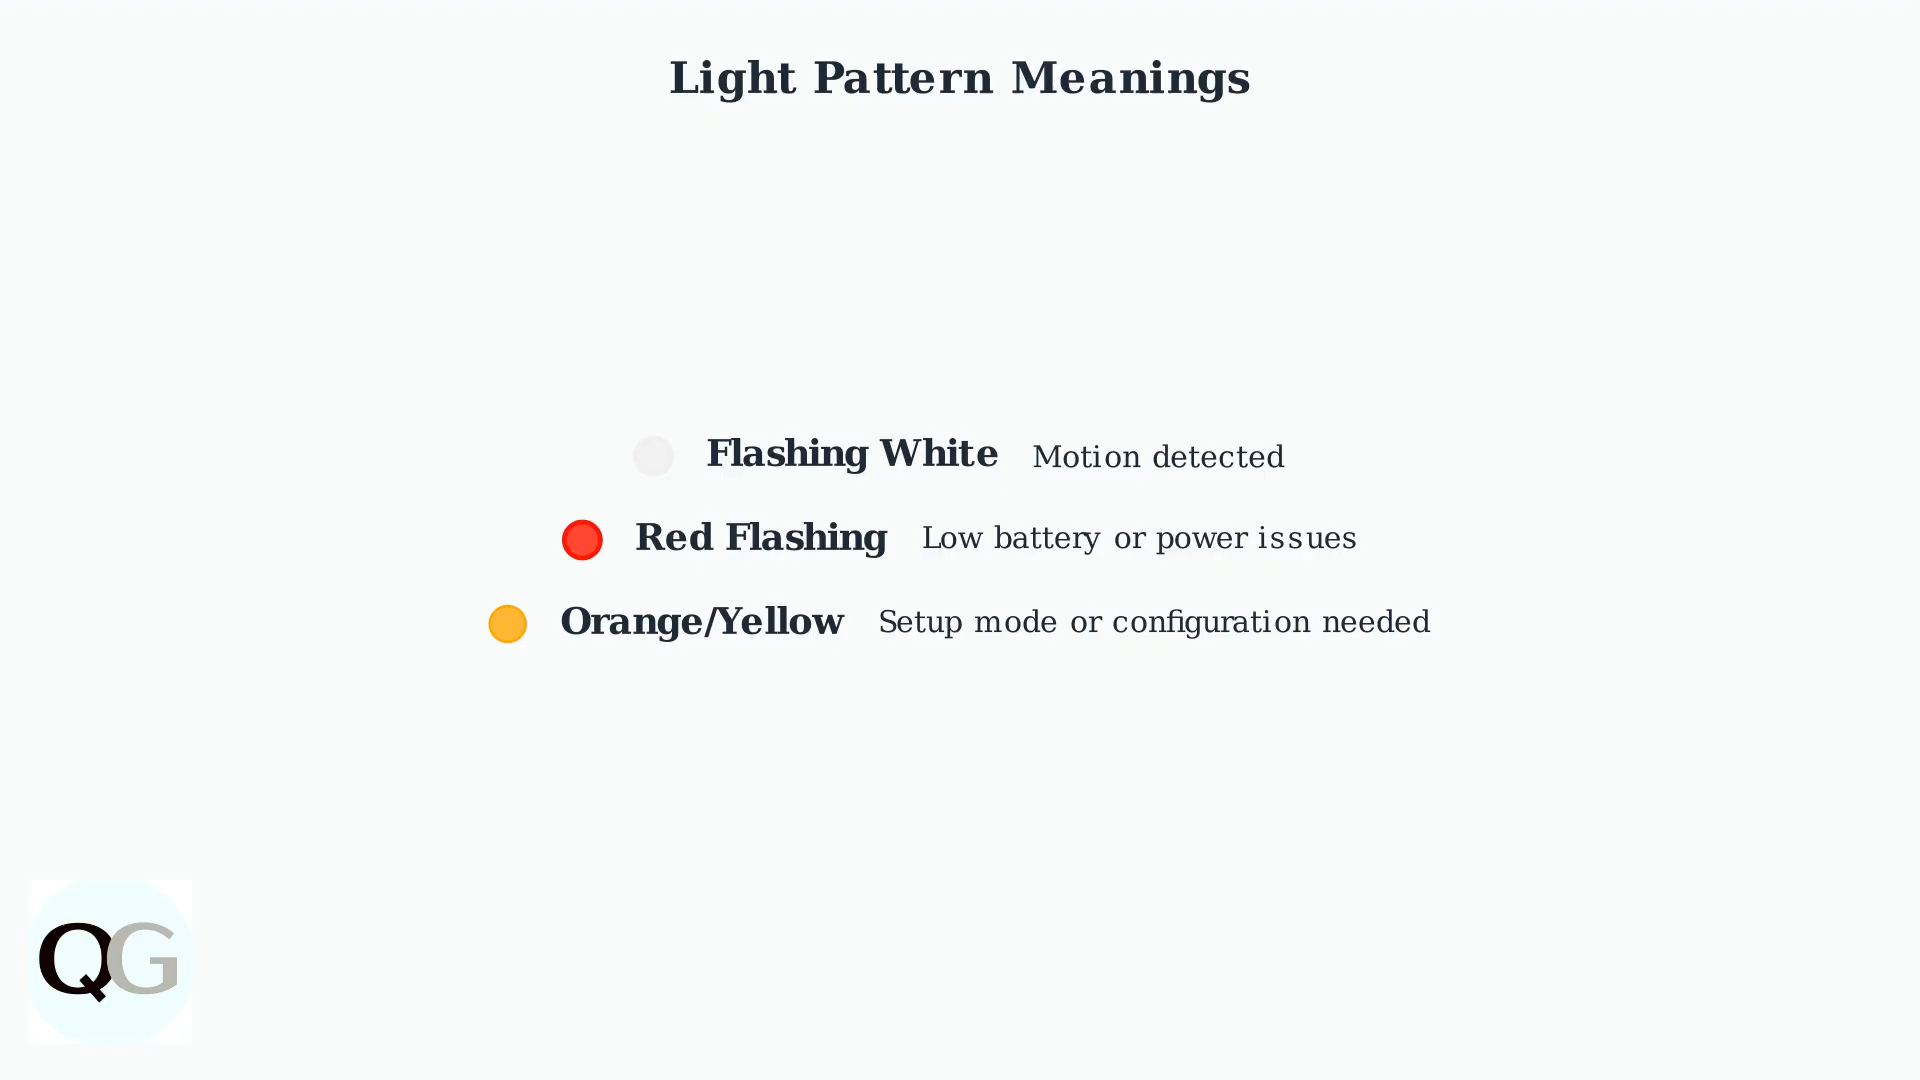 Light Pattern Meanings
Flashing White Motion detected
Red Flashing Low battery or power issues
Orange/Yellow Setup mode or configuration needed
QG